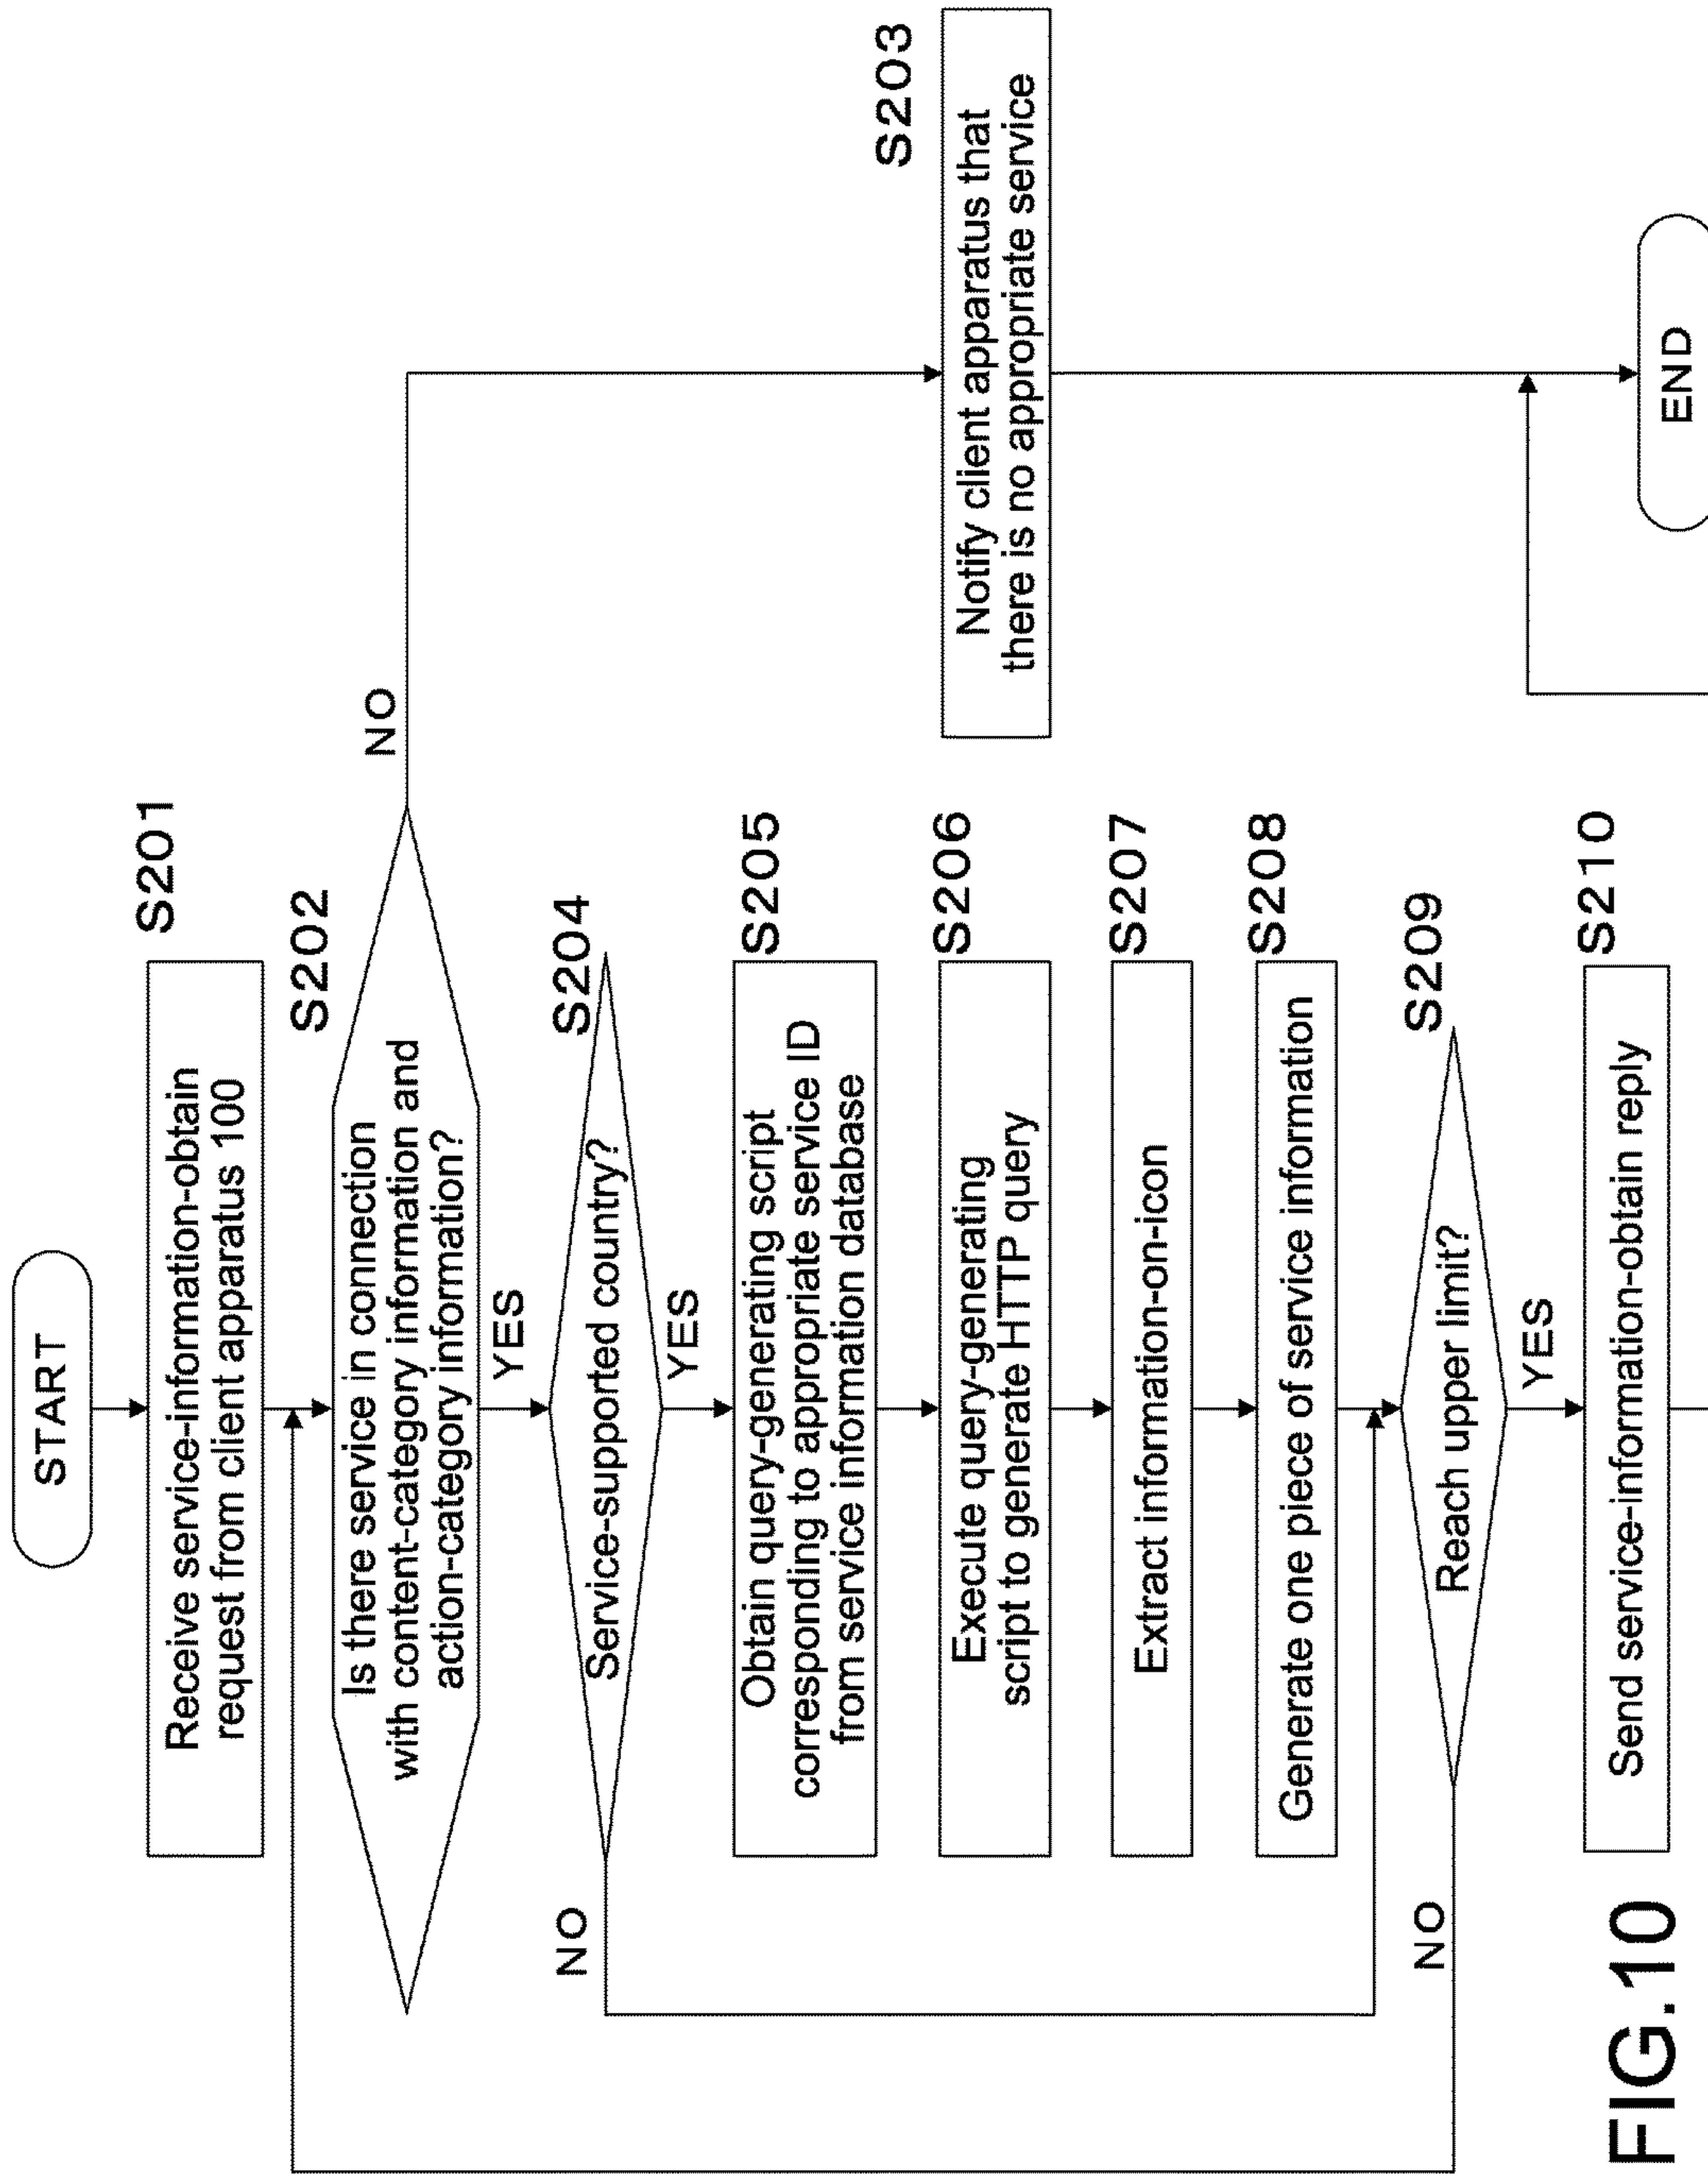 START
S201
Receive service-information-obtain
request from client apparatus 100
S202
Is there service in connection
with content-category information and
action-category information?
NO
YES
S203
Notify client apparatus that
there is no appropriate service
S204
Service-supported country?
NO
YES
S205
Obtain query-generating script
corresponding to appropriate service ID
from service information database
S206
Execute query-generating
script to generate HTTP query
S207
Extract information-on-icon
S208
Generate one piece of service information
S209
Reach upper limit?
NO
YES
S210
Send service-information-obtain reply
END
FIG.10